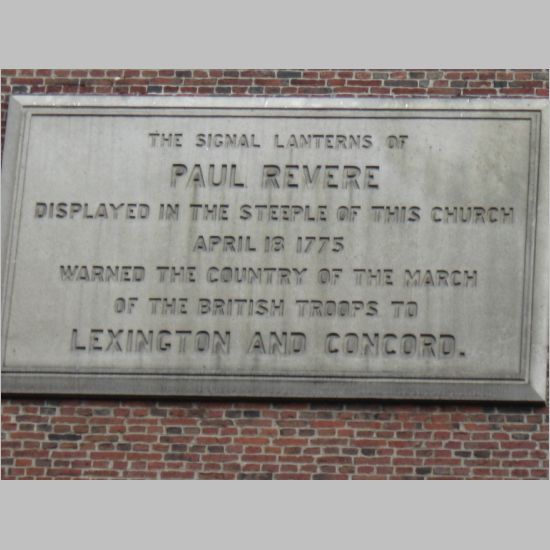 THE SIGNAL LANTERNS OF
PAUL REVERE
DISPLAYED IN THE STEEPLE OF THIS CHURCH
APRIL 18 1775
WARNED THE COUNTRY OF THE MARCH
OF THE BRITISH TROOPS TO
LEXINGTON AND CONCORD.